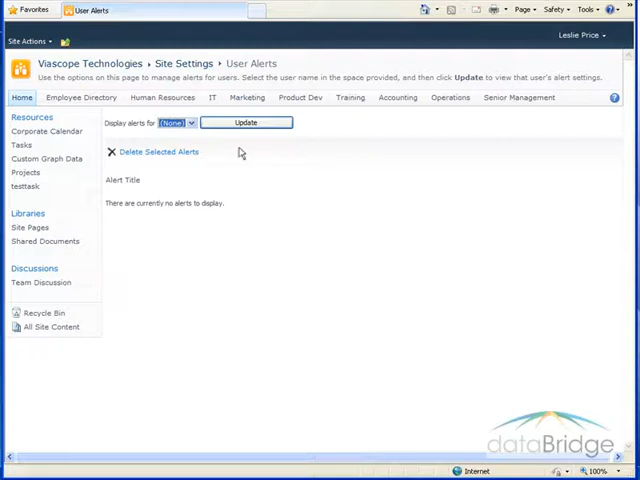 Favorites
User Alerts
Page
Safety
Tools
Site Actions
Leslie Price
Viascope Technologies
Site Settings
User Alerts
Use the options on this page to manage alerts for users. Select the user name in the space provided, and then click Update to view that user's alert settings.
Home
Employee Directory
Human Resources
IT
Marketing
Product Dev
Training
Accounting
Operations
Senior Management
Resources
Corporate Calendar
Tasks
Custom Graph Data
Projects
testtask
Libraries
Site Pages
Shared Documents
Discussions
Team Discussion
Recycle Bin
All Site Content
Display alerts for (None) Update
Delete Selected Alerts
Alert Title
There are currently no alerts to display.
dataBridge
Internet
100%